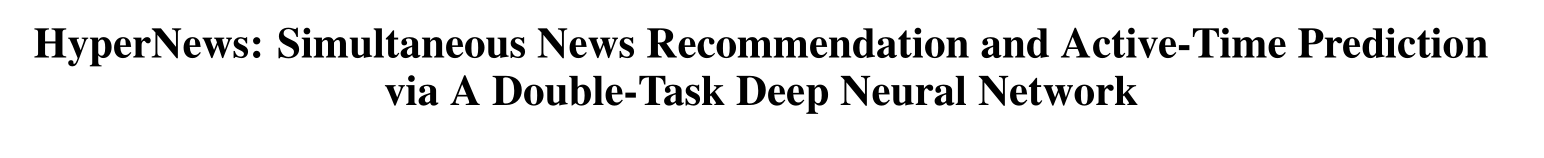 HyperNews: Simultaneous News Recommendation and Active-Time Prediction
via A Double-Task Deep Neural Network